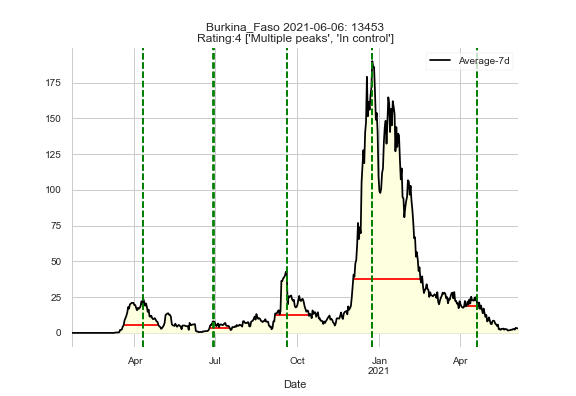 Burkina_Faso 2021-06-06: 13453
Rating:4 ['Multiple peaks', 'In control']
Average-7d
175
150
125
100
75
50
25
0
Apr
Jul
Oct
Jan
2021
Apr
Date